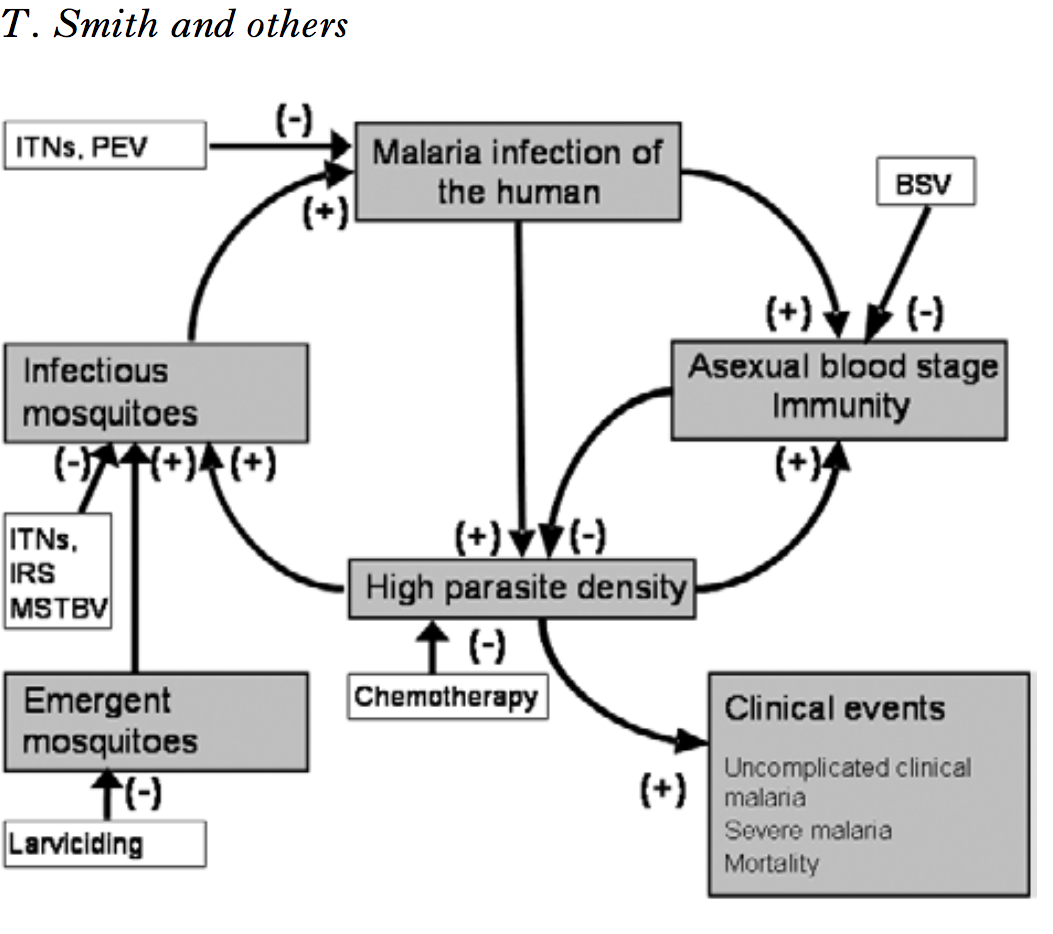 T. Smith and others
ITNs, PEV
(-)
(+)
Malaria infection of
the human
BSV
(+)
(-)
Infectious
mosquitoes
Asexual blood stage
Immunity
(-)
(+)
(+)
(+)
ITNs,
IRS
MSTBV
(+)
(-)
High parasite density
(-)
Chemotherapy
Emergent
mosquitoes
(-)
Larviciding
(+)
Clinical events
Uncomplicated clinical
malaria
Severe malaria
Mortality